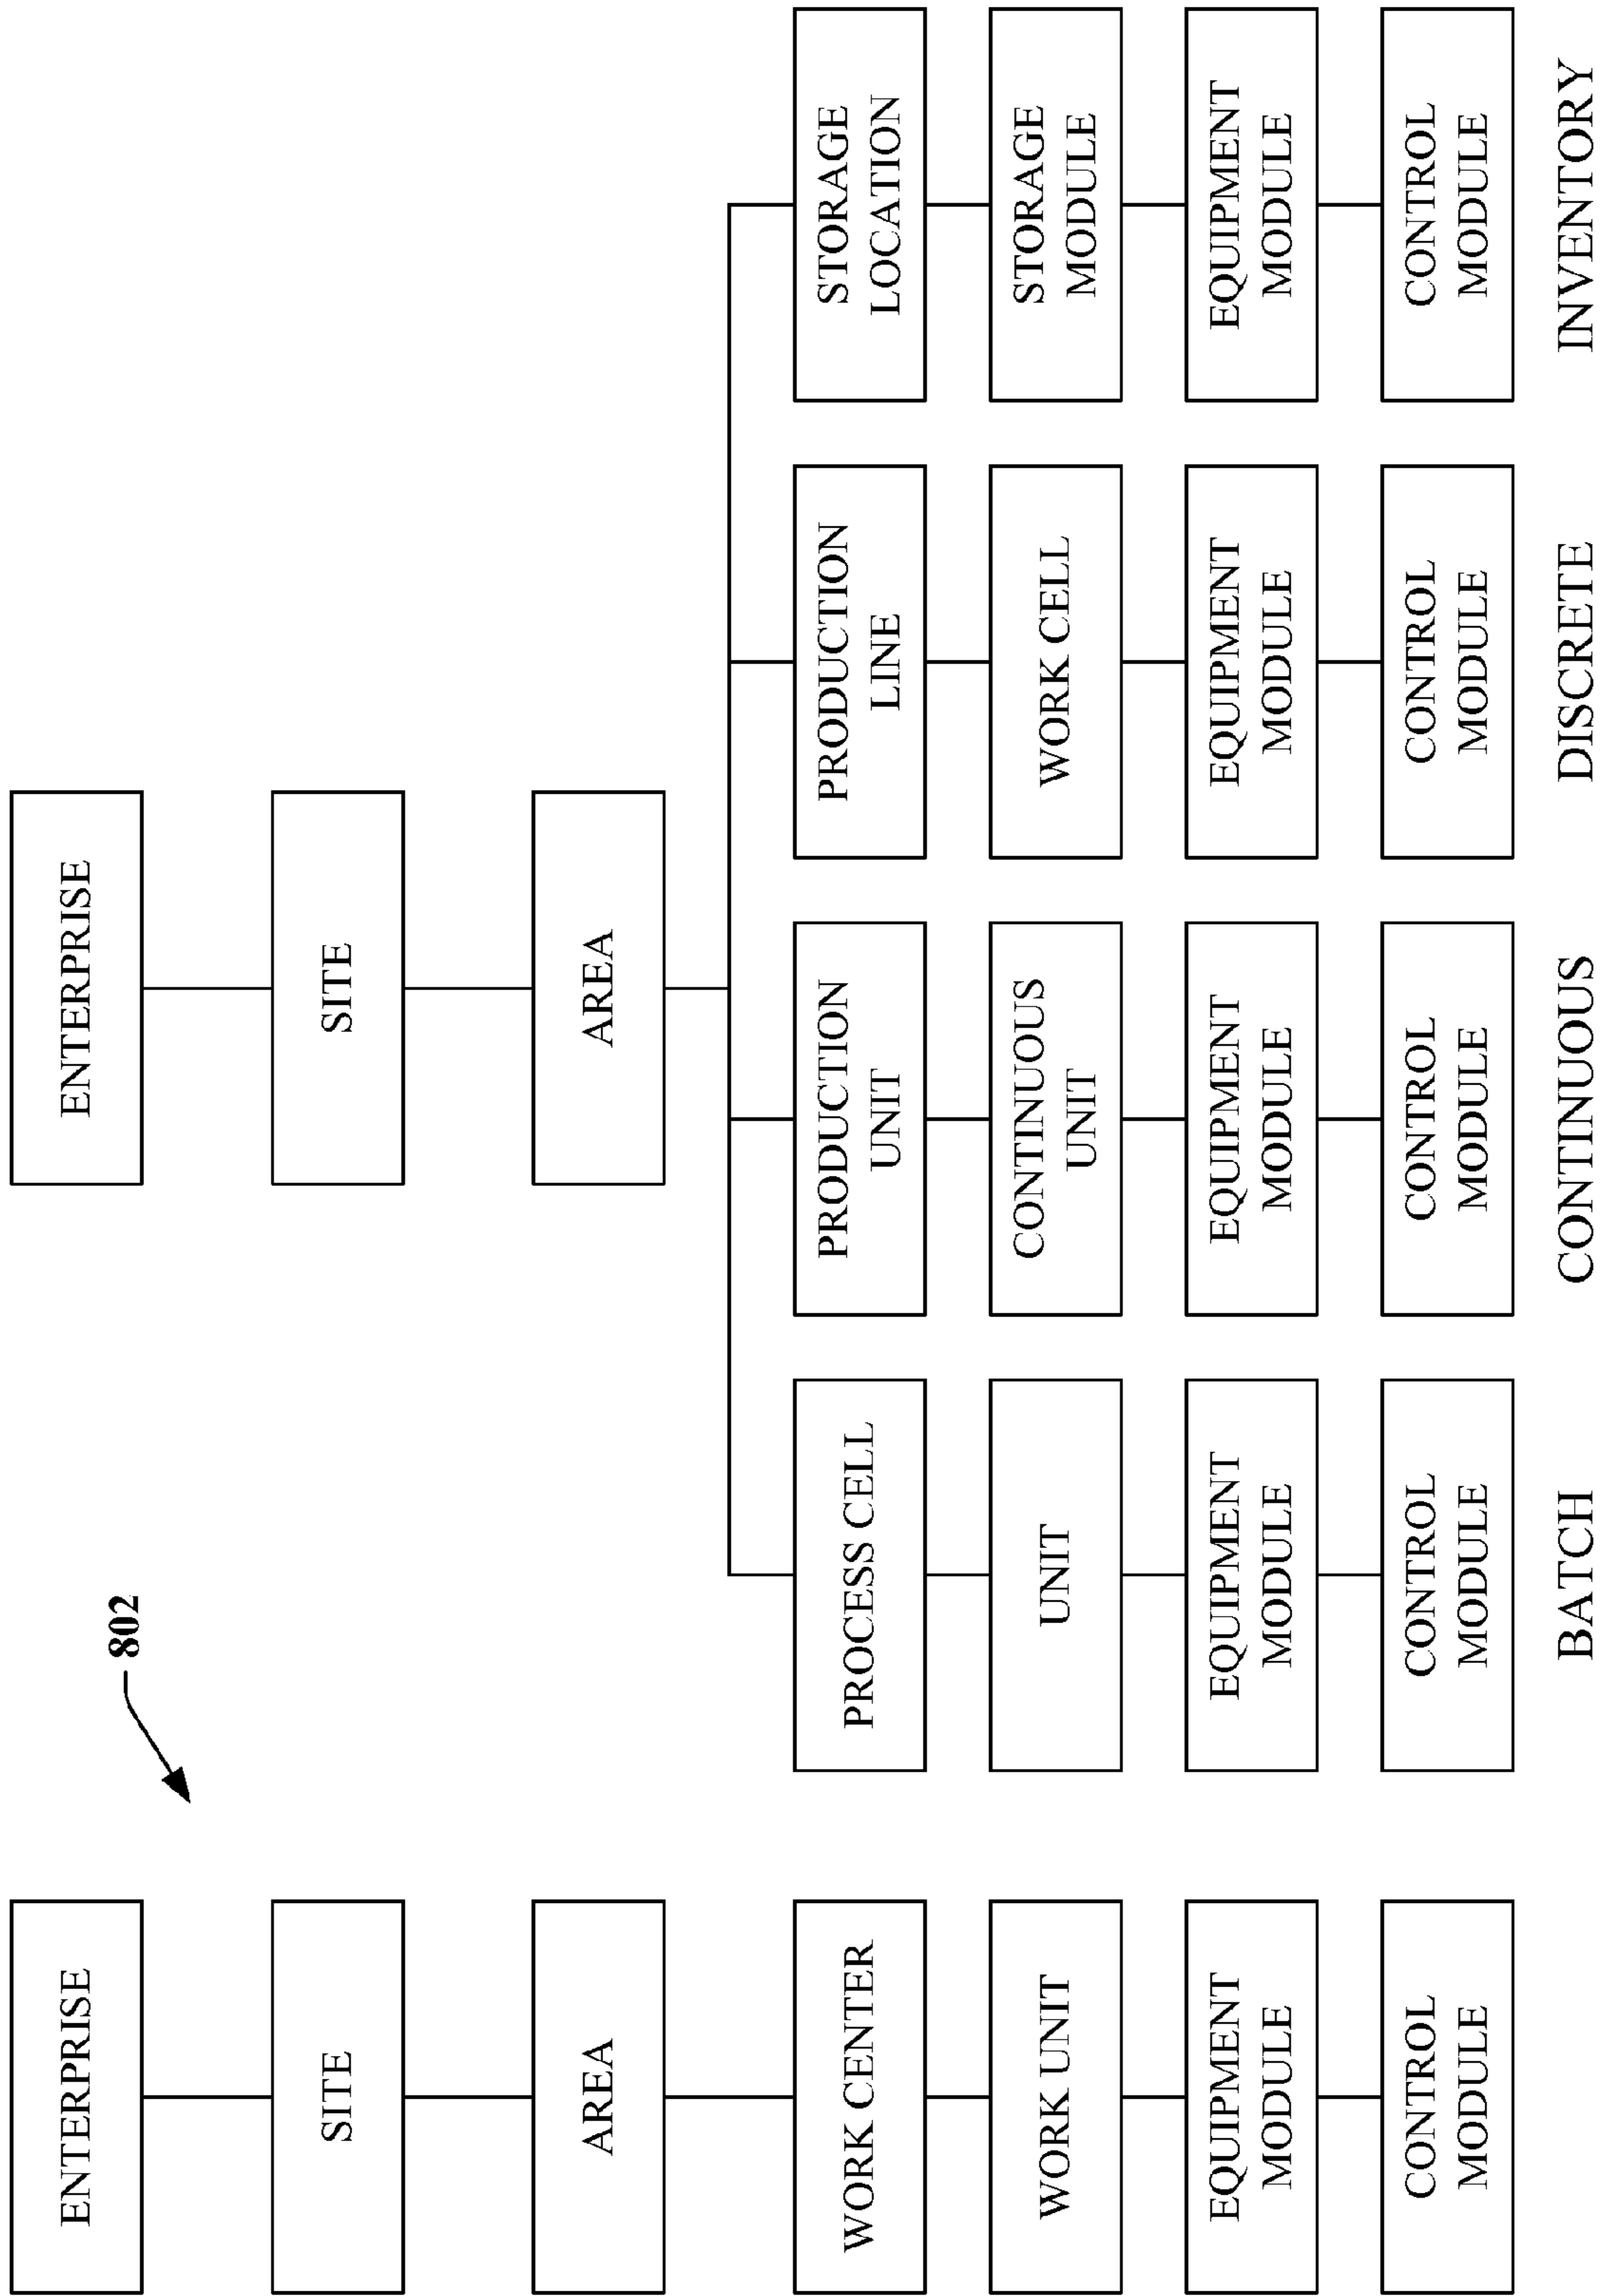 802
ENTERPRISE
SITE
AREA
WORK CENTER
WORK UNIT
EQUIPMENT
MODULE
CONTROL
MODULE
ENTERPRISE
SITE
AREA
PROCESS CELL
UNIT
EQUIPMENT
MODULE
CONTROL
MODULE
BATCH
PRODUCTION
UNIT
CONTINUOUS
UNIT
EQUIPMENT
MODULE
CONTROL
MODULE
CONTINUOUS
PRODUCTION
LINE
WORK CELL
EQUIPMENT
MODULE
CONTROL
MODULE
DISCRETE
STORAGE
LOCATION
STORAGE
MODULE
EQUIPMENT
MODULE
CONTROL
MODULE
INVENTORY